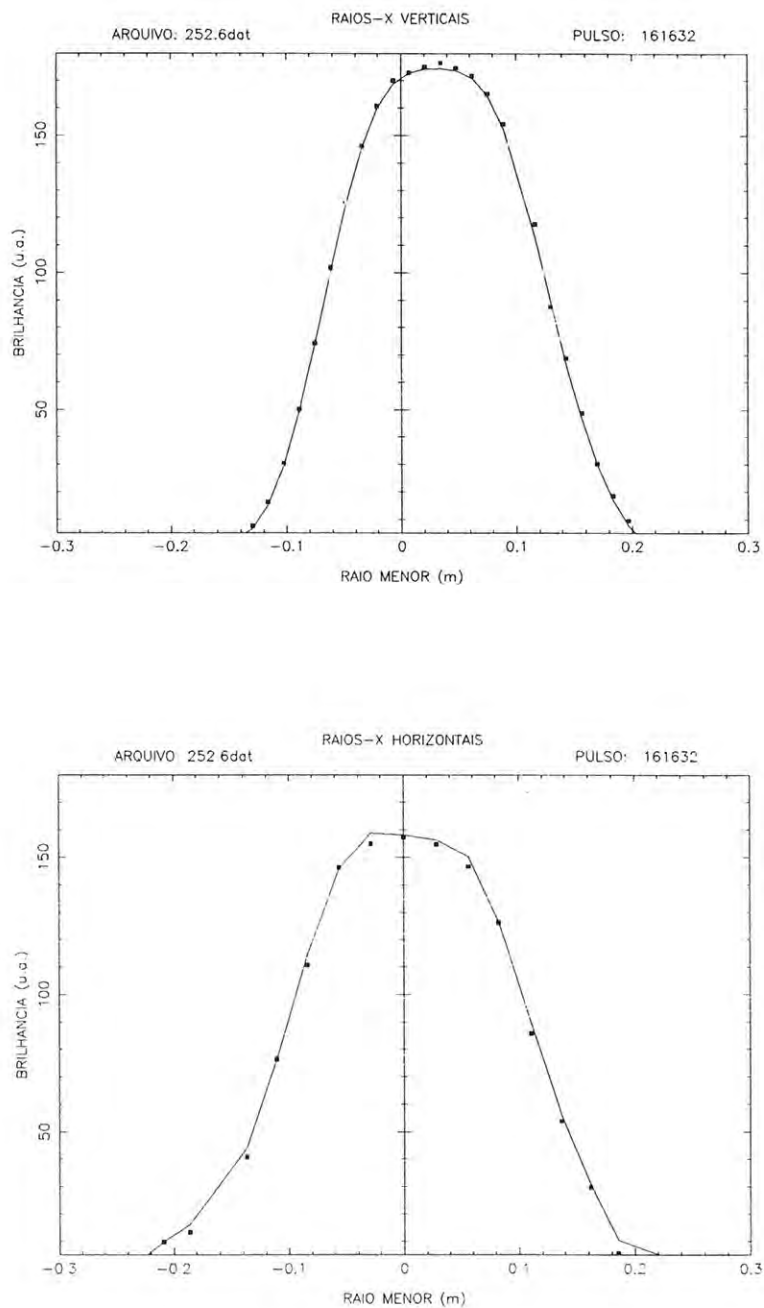 RAIOS-X VERTICAIS
ARQUIVO: 252.6dat PULSO: 161632
150
100
50
BRILHANCIA (u.a.)
-0.3 -0.2 -0.1 0 0.1 0.2 0.3
RAIO MENOR (m)
RAIOS-X HORIZONTAIS
ARQUIVO 252 6dat PULSO: 161632
150
100
50
BRILHANCIA (u.a.)
-0.3 -0.2 -0.1 0 0.1 0.2 0.3
RAIO MENOR (m)